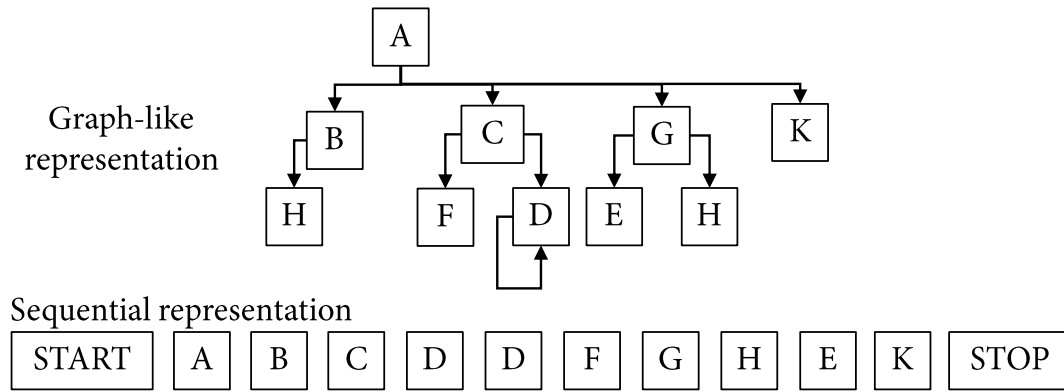 A
Graph-like
representation
B
C
G
K
H
F
D
E
H
Sequential representation
START A B C D D F G H E K STOP